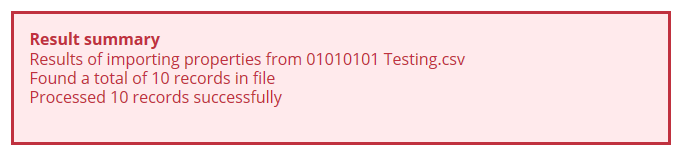 Result summary
Results of importing properties from 01010101 Testing.csv
Found a total of 10 records in file
Processed 10 records successfully